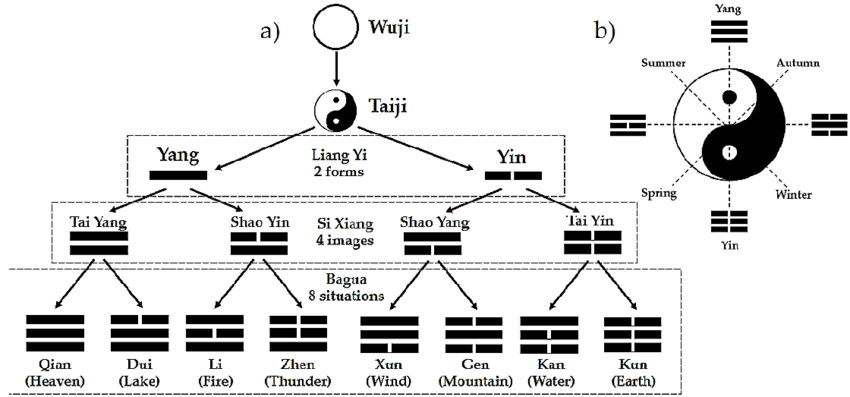 a)
Wuji
b)
Yang
Summer
Autumn
Taiji
Yang
Liang Yi
2 forms
Yin
Spring
Winter
Yin
Tai Yang
Shao Yin
Si Xiang
4 images
Shao Yang
Tai Yin
Bagua
8 situations
Qian
(Heaven)
Dui
(Lake)
Li
(Fire)
Zhen
(Thunder)
Xun
(Wind)
Gen
(Mountain)
Kan
(Water)
Kun
(Earth)